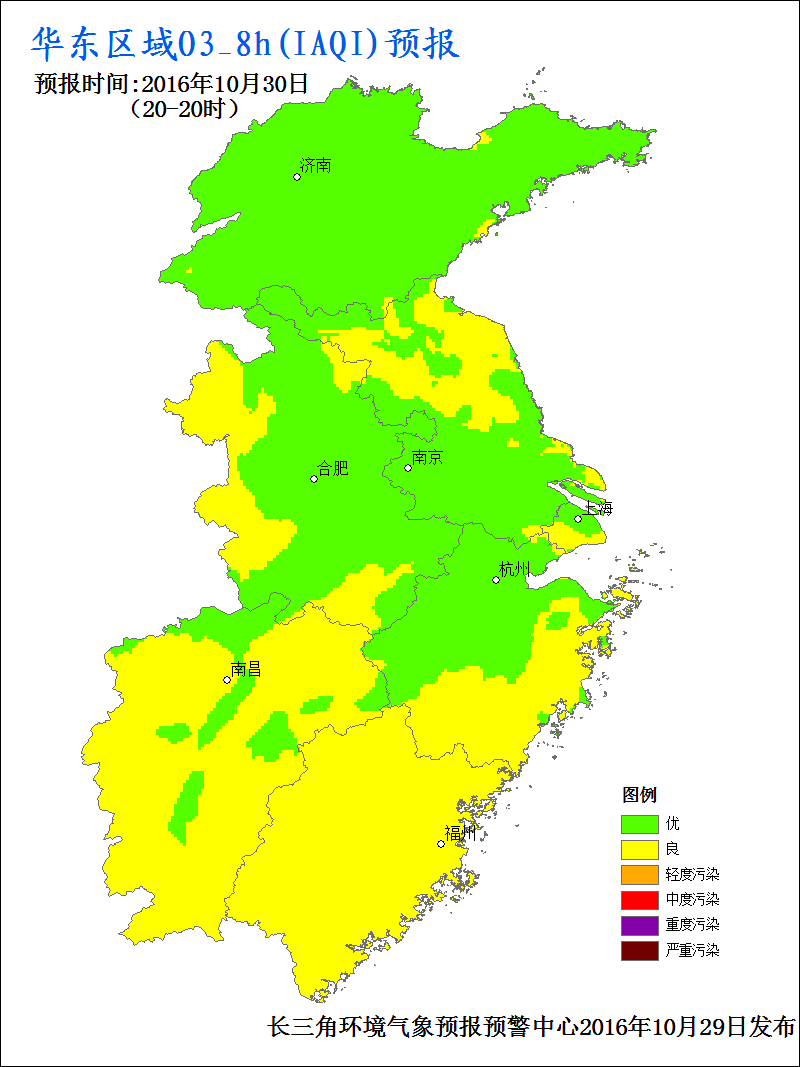 华东区域O3_8h(IAQI)预报
预报时间:2016年10月30日
（20-20时）
济南
合肥
南京
上海
杭州
南昌
福州
图例
优
良
轻度污染
中度污染
重度污染
严重污染
长三角环境气象预报预警中心2016年10月29日发布